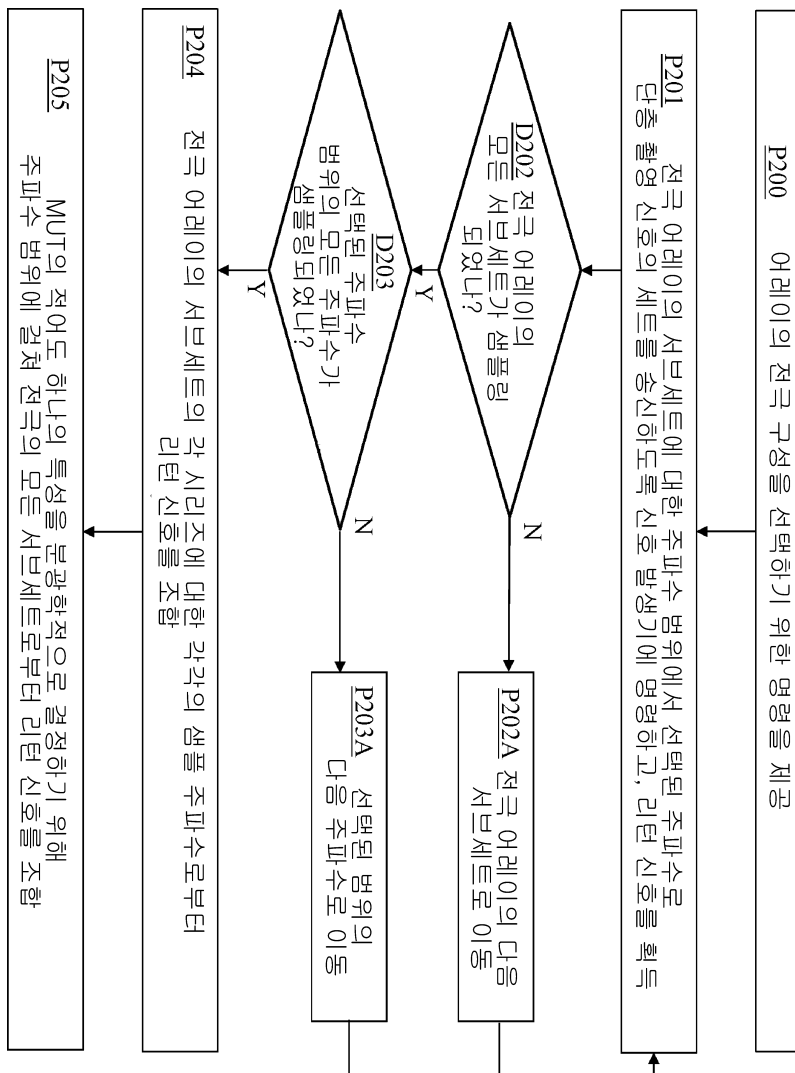 P200 어레이의 전극 구성을 선택하기 위한 명령을 제공
P201 전극 어레이의 서브세트에 대한 주파수 범위에서 선택된 주파수로
단층 촬영 신호의 세트를 송신하도록 신호 발생기에 명령하고, 리턴 신호를 획득
D202 전극 어레이의
모든 서브세트가 샘플링
되었나?
N
P202A 전극 어레이의 다음
서브세트로 이동
Y
D203
선택된 주파수
범위의 모든 주파수가
샘플링되었나?
N
P203A 선택된 범위의
다음 주파수로 이동
Y
P204 전극 어레이의 서브세트의 각 시리즈에 대한 각각의 샘플 주파수로부터
리턴 신호를 조합
P205 MUT의 적어도 하나의 특성을 분광학적으로 결정하기 위해
주파수 범위에 걸쳐 전극의 모든 서브세트로부터 리턴 신호를 조합